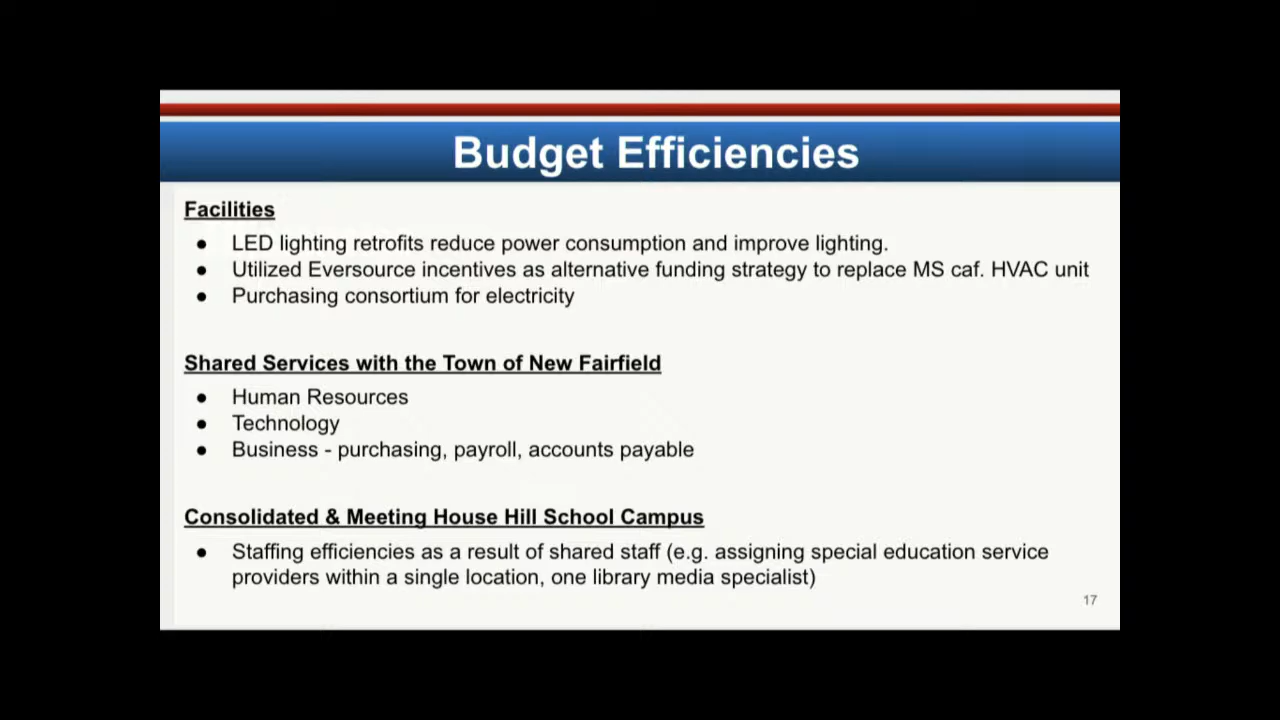 Budget Efficiencies
Facilities
● LED lighting retrofits reduce power consumption and improve lighting.
● Utilized Eversource incentives as alternative funding strategy to replace MS caf. HVAC unit
● Purchasing consortium for electricity
Shared Services with the Town of New Fairfield
● Human Resources
● Technology
● Business - purchasing, payroll, accounts payable
Consolidated & Meeting House Hill School Campus
● Staffing efficiencies as a result of shared staff (e.g. assigning special education service
providers within a single location, one library media specialist)
17